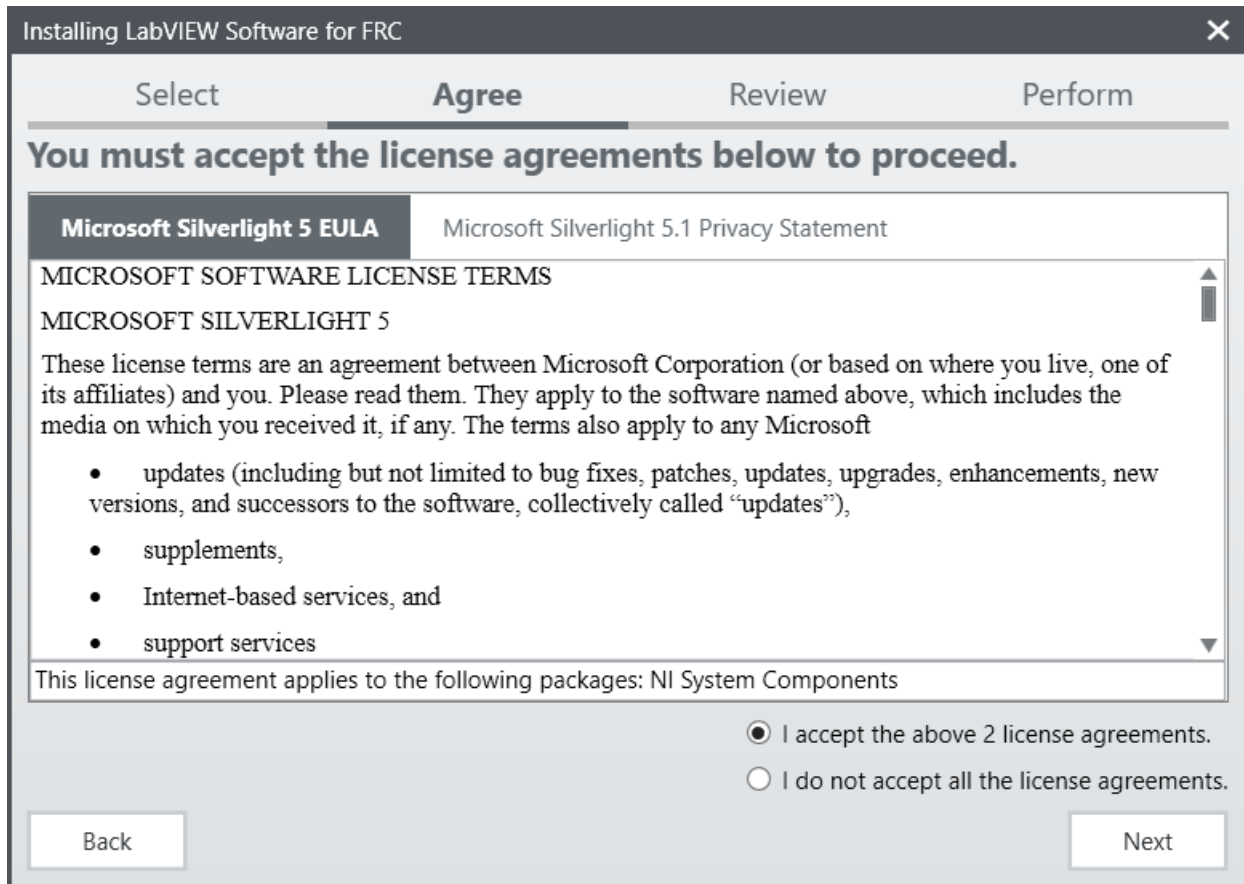 Installing LabVIEW Software for FRC
Select Agree Review Perform
You must accept the license agreements below to proceed.
Microsoft Silverlight 5 EULA Microsoft Silverlight 5.1 Privacy Statement
MICROSOFT SOFTWARE LICENSE TERMS
MICROSOFT SILVERLIGHT 5
These license terms are an agreement between Microsoft Corporation (or based on where you live, one of
its affiliates) and you. Please read them. They apply to the software named above, which includes the
media on which you received it, if any. The terms also apply to any Microsoft
• updates (including but not limited to bug fixes, patches, updates, upgrades, enhancements, new
versions, and successors to the software, collectively called “updates”),
• supplements,
• Internet-based services, and
• support services
This license agreement applies to the following packages: NI System Components
I accept the above 2 license agreements.
I do not accept all the license agreements.
Back Next